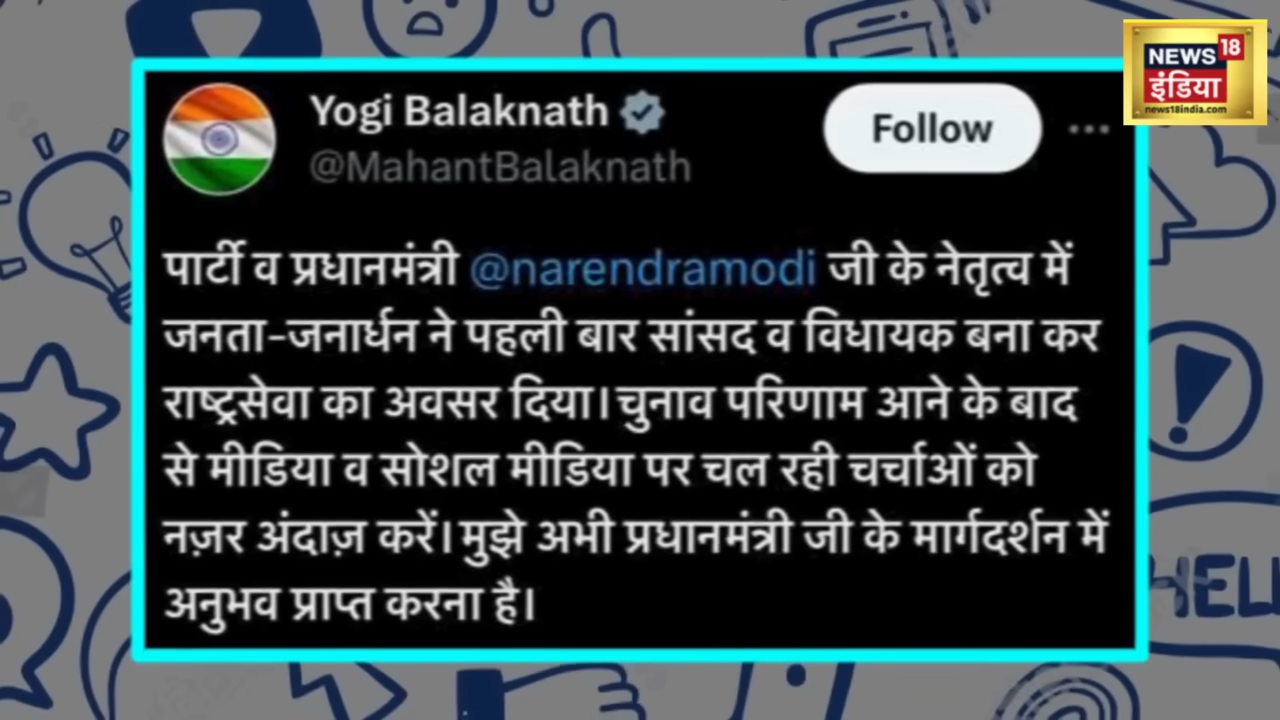 NEWS 18
इंडिया
news18india.com
Yogi Balaknath
@MahantBalaknath
Follow
पार्टी व प्रधानमंत्री @narendramodi जी के नेतृत्व में
जनता-जनार्धन ने पहली बार सांसद व विधायक बना कर
राष्ट्रसेवा का अवसर दिया।चुनाव परिणाम आने के बाद
से मीडिया व सोशल मीडिया पर चल रही चर्चाओं को
नज़र अंदाज़ करें।मुझे अभी प्रधानमंत्री जी के मार्गदर्शन में
अनुभव प्राप्त करना है।